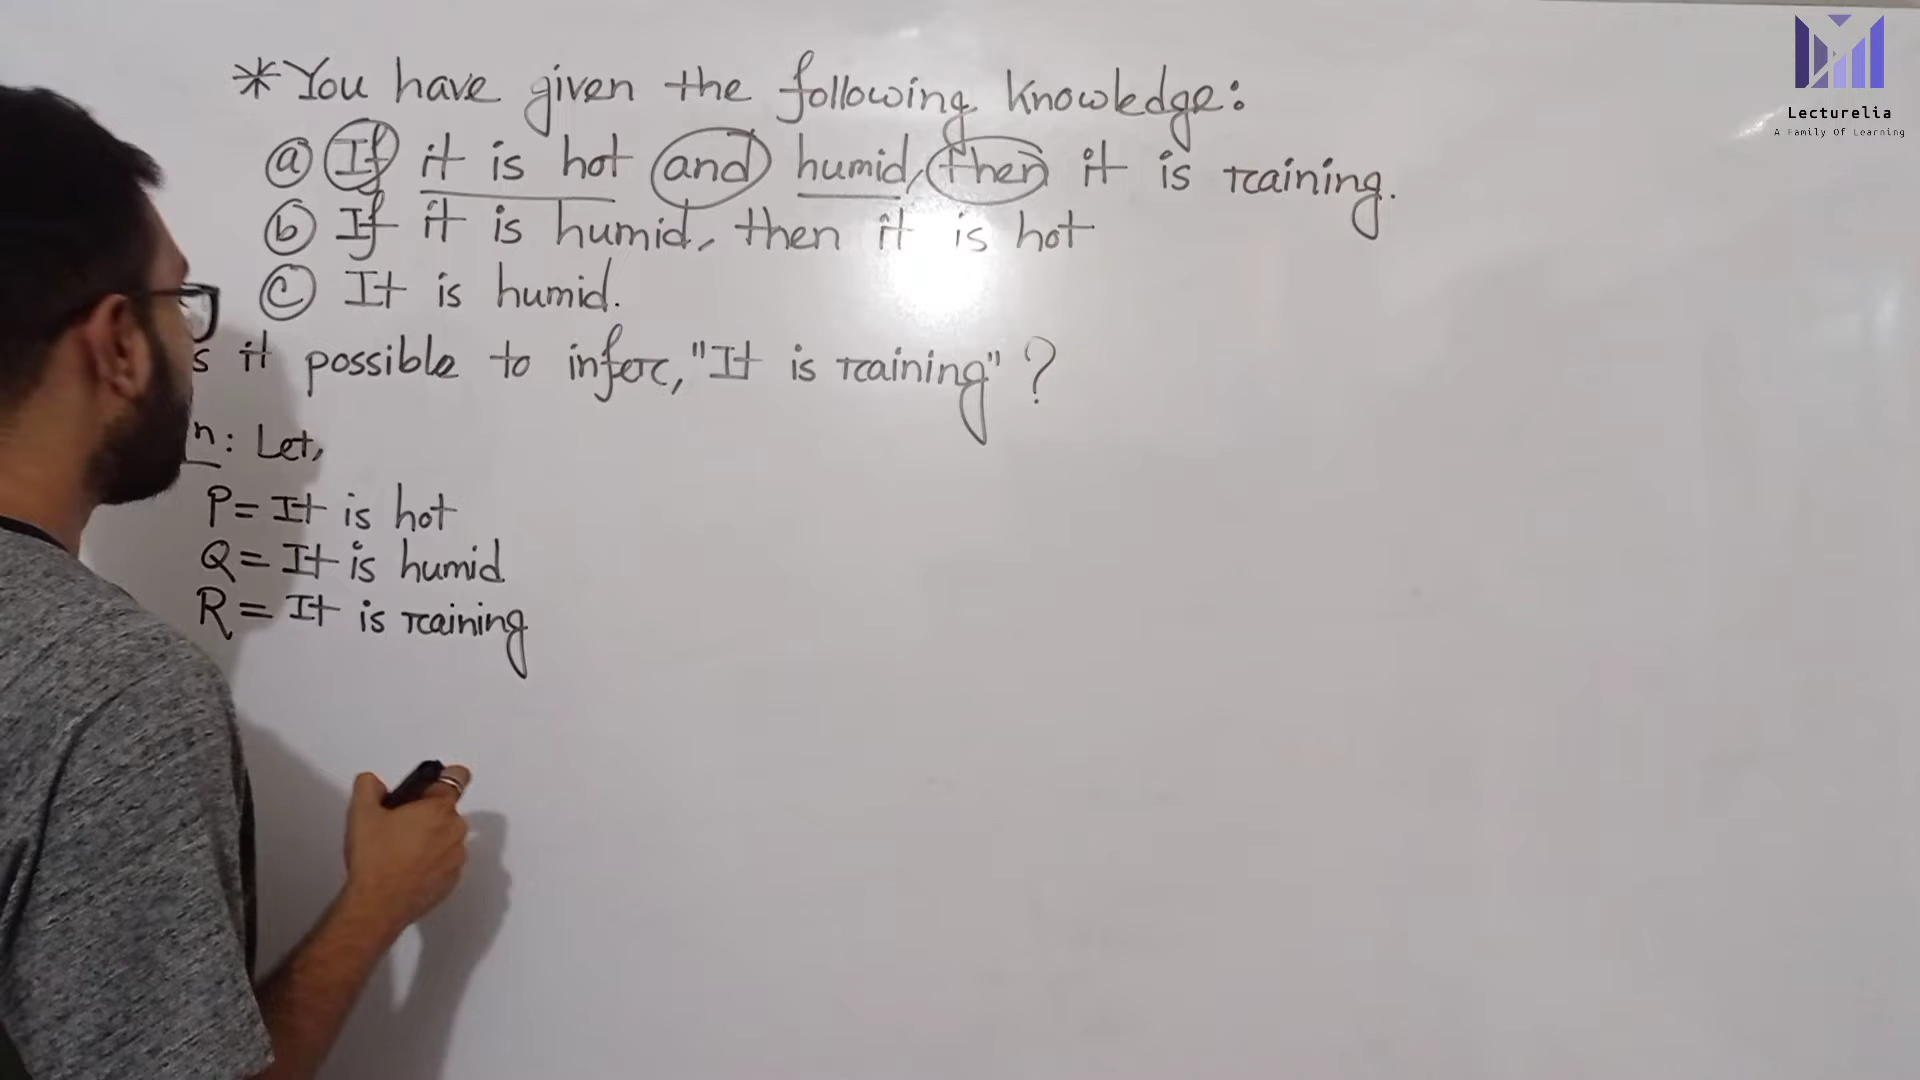 *You have given the following knowledge:
(a) If it is hot and humid, then it is raining.
(b) If it is humid, then it is hot
(c) It is humid.
s it possible to infer, "It is raining" ?
n: Let,
P = It is hot
Q = It is humid
R = It is raining
Lecturelia
A Family Of Learning